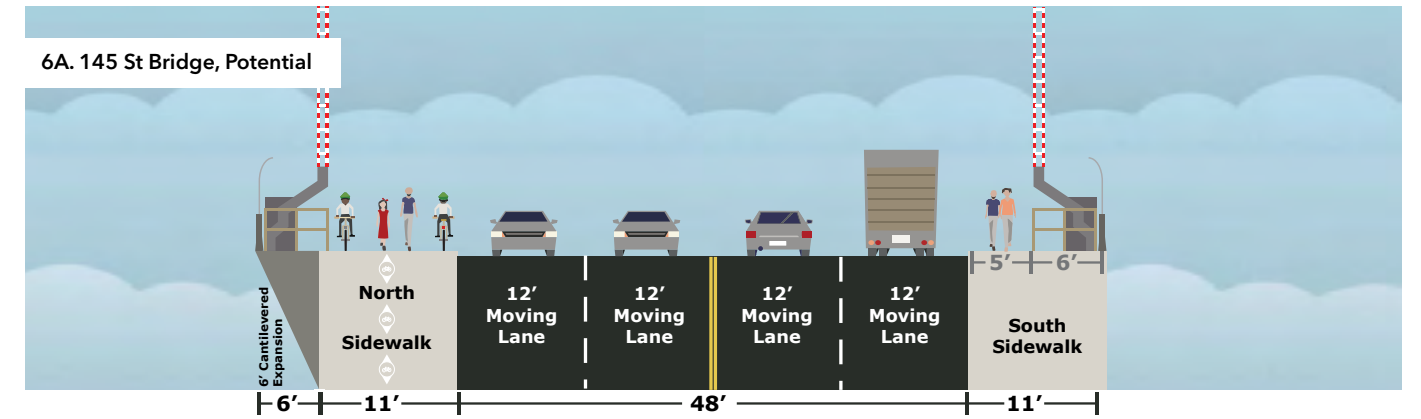 6A. 145 St Bridge, Potential
6’ Cantilevered
Expansion
North
Sidewalk
12’
Moving
Lane
12’
Moving
Lane
12’
Moving
Lane
12’
Moving
Lane
5’
6’
South
Sidewalk
6’
11’
48’
11’